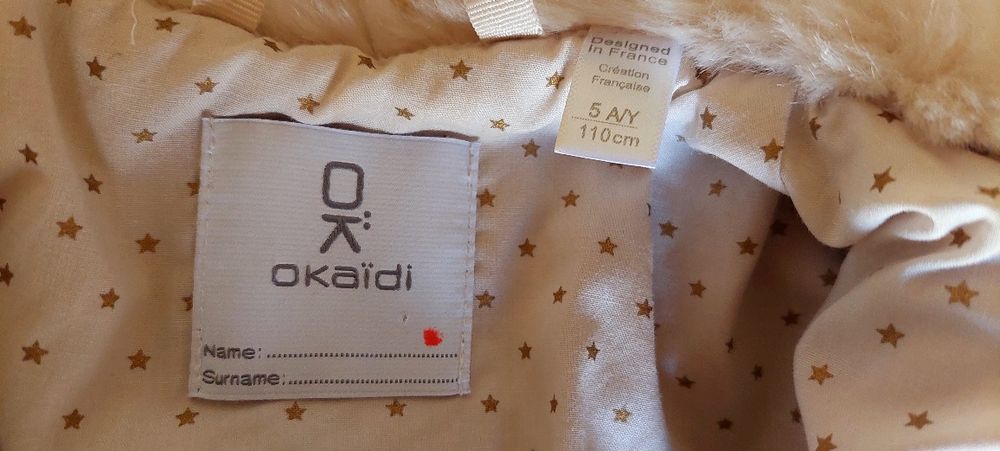 Designed
in France
Création
Française
5 A/Y
110cm
OK
OKaïdi
Name:
Surname: